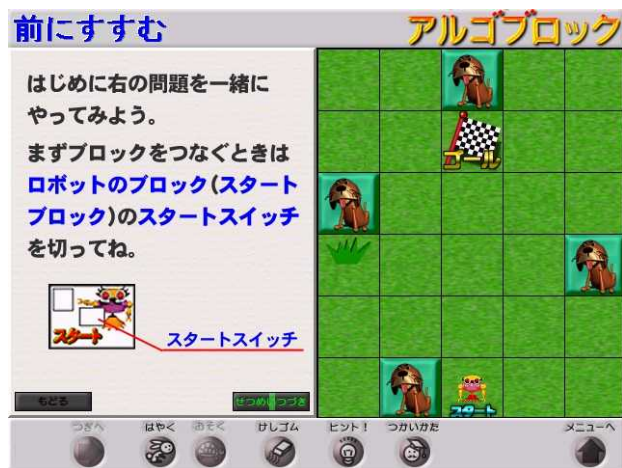 前にすすむ
アルゴブロック
はじめに右の問題を一緒に
やってみよう。
まずブロックをつなぐときは
ロボットのブロック(スタート
ブロック)のスタートスイッチ
を切ってね。
スタート
スタートスイッチ
ゴール
スタート
もどる
せつめいつづき
つぎへ
はやく
おそく
けしゴム
ヒント！
つかいかた
メニューへ